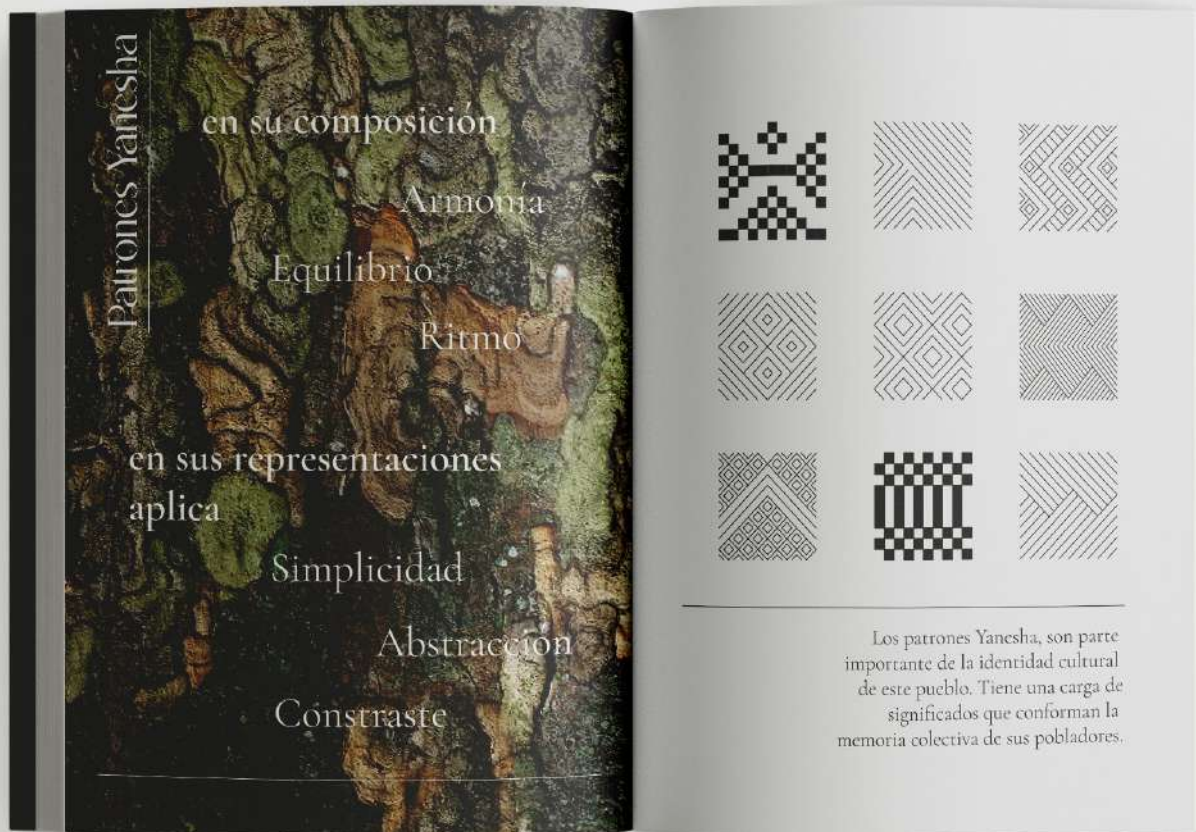 Patrones Yanesha
en su composición
Armonía
Equilibrio
Ritmo
en sus representaciones
aplica
Simplicidad
Abstracción
Constraste
Los patrones Yanesha, son parte
importante de la identidad cultural
de este pueblo. Tiene una carga de
significados que conforman la
memoria colectiva de sus pobladores.